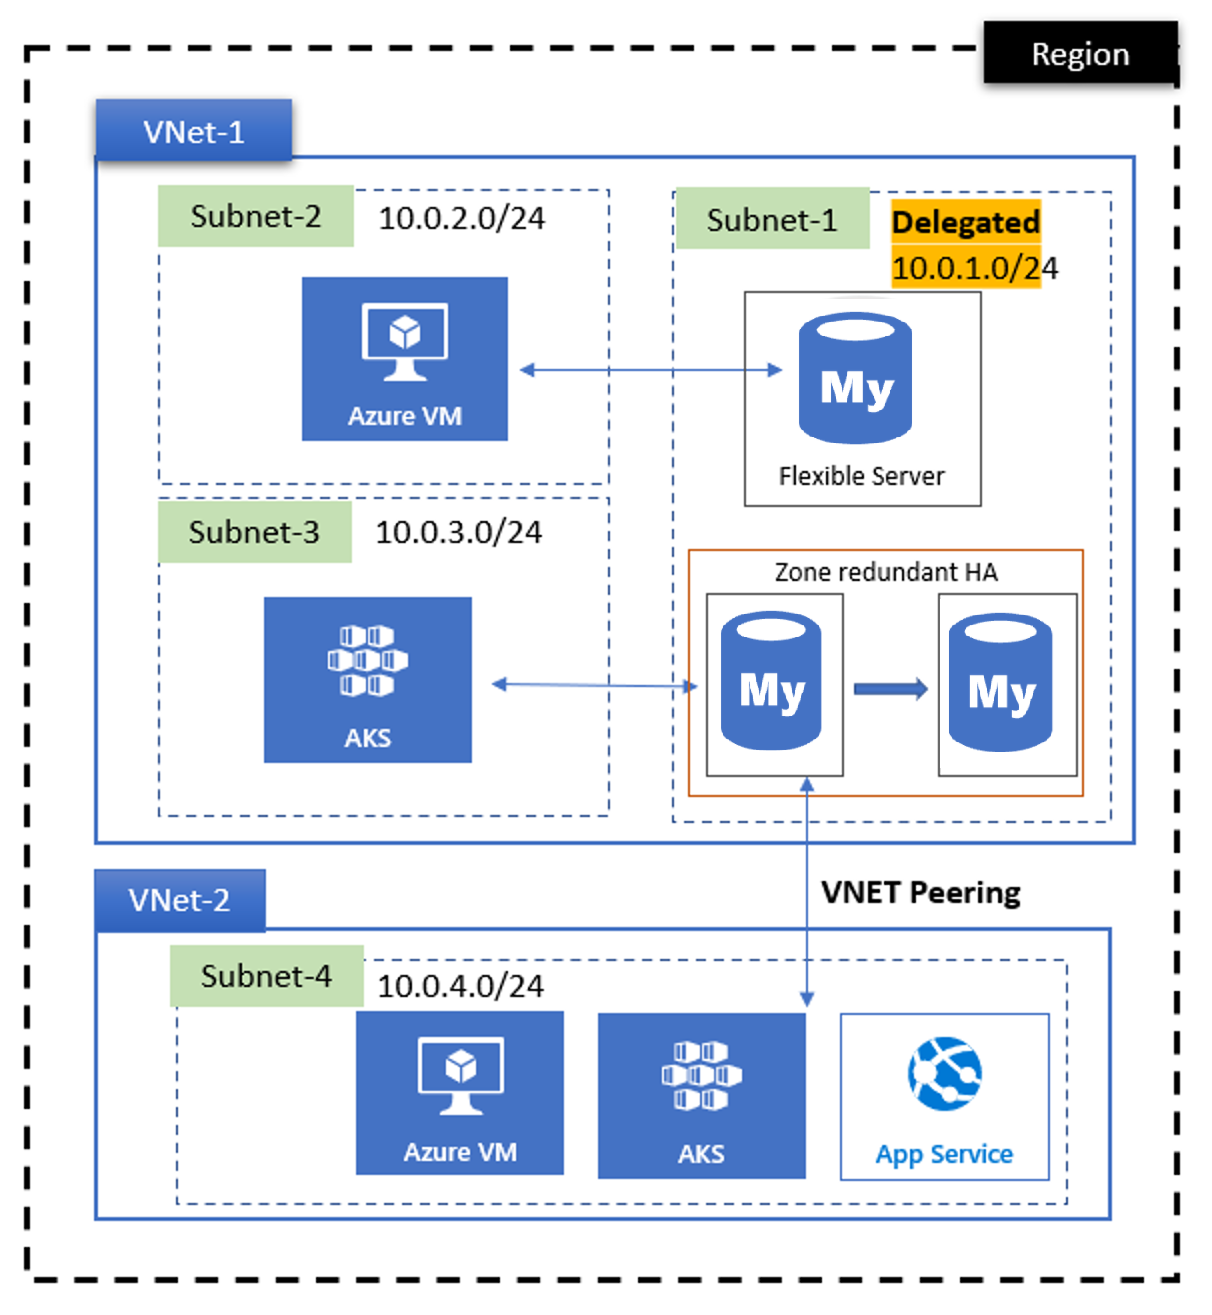 Region
VNet-1
Subnet-2
10.0.2.0/24
Azure VM
Subnet-1
Delegated
10.0.1.0/24
My
Flexible Server
Subnet-3
10.0.3.0/24
AKS
Zone redundant HA
My
My
VNET Peering
VNet-2
Subnet-4
10.0.4.0/24
Azure VM
AKS
App Service